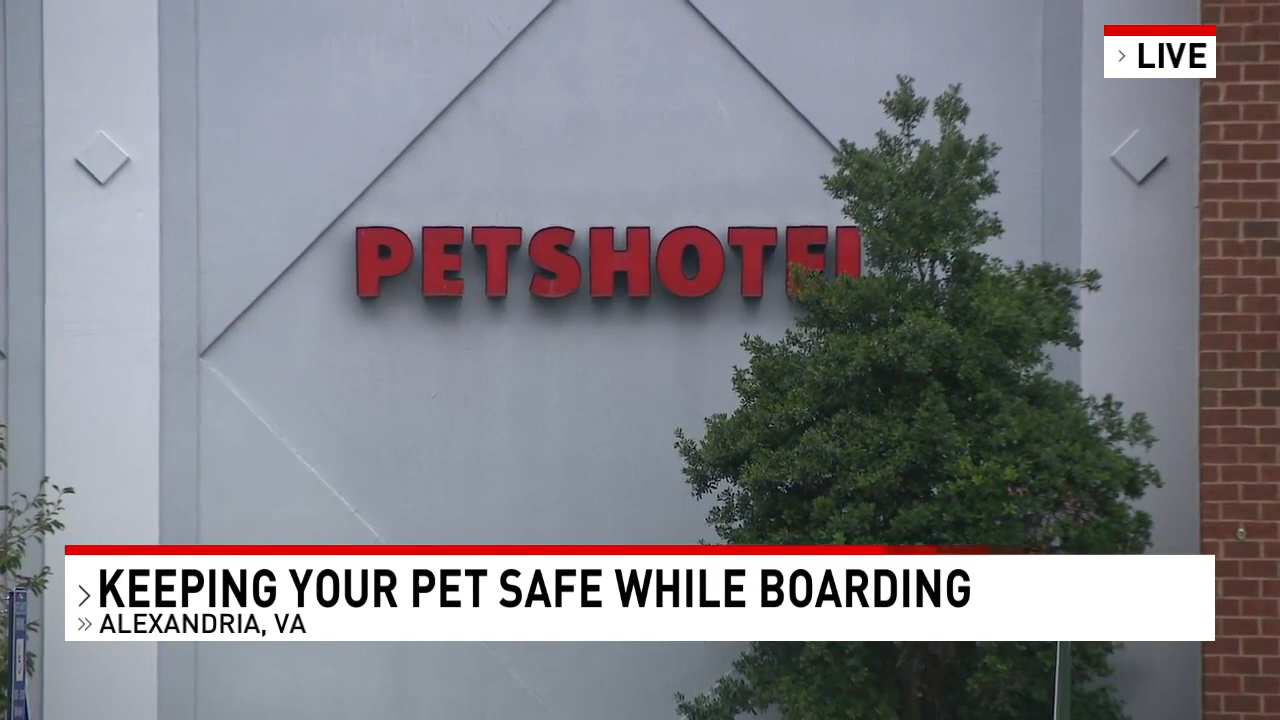 LIVE
PETSHOTEL
KEEPING YOUR PET SAFE WHILE BOARDING
ALEXANDRIA, VA